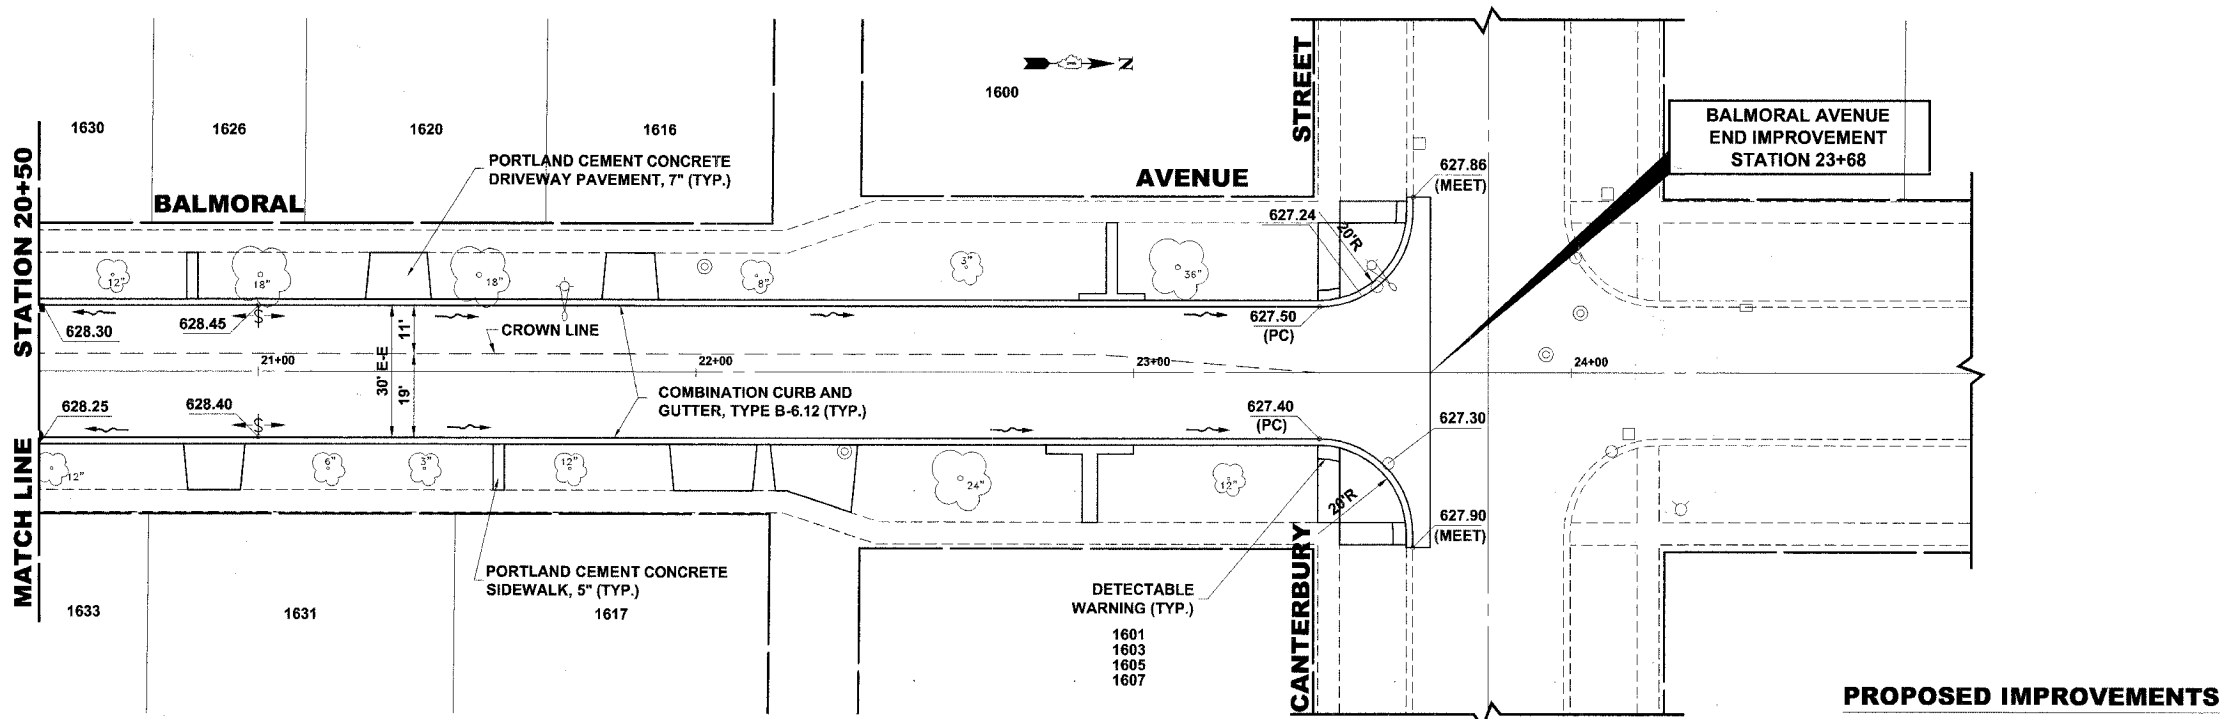 STREET
N
1600
BALMORAL AVENUE
END IMPROVEMENT
STATION 23+68
1630
1626
1620
1616
PORTLAND CEMENT CONCRETE
DRIVEWAY PAVEMENT, 7" (TYP.)
627.86
(MEET)
BALMORAL
AVENUE
STATION 20+50
627.24
20'R
12"
18"
18"
8"
3"
36"
628.30
628.45
627.50
(PC)
S
CROWN LINE
11'
30' E-E
19'
21+00
22+00
23+00
24+00
COMBINATION CURB AND
GUTTER, TYPE B-6.12 (TYP.)
628.25
628.40
627.40
(PC)
627.30
S
MATCH LINE
12"
6"
3"
12"
24"
12"
20'R
627.90
(MEET)
PORTLAND CEMENT CONCRETE
SIDEWALK, 5" (TYP.)
DETECTABLE
WARNING (TYP.)
1633
1631
1617
1601
1603
1605
1607
CANTERBURY
PROPOSED IMPROVEMENTS